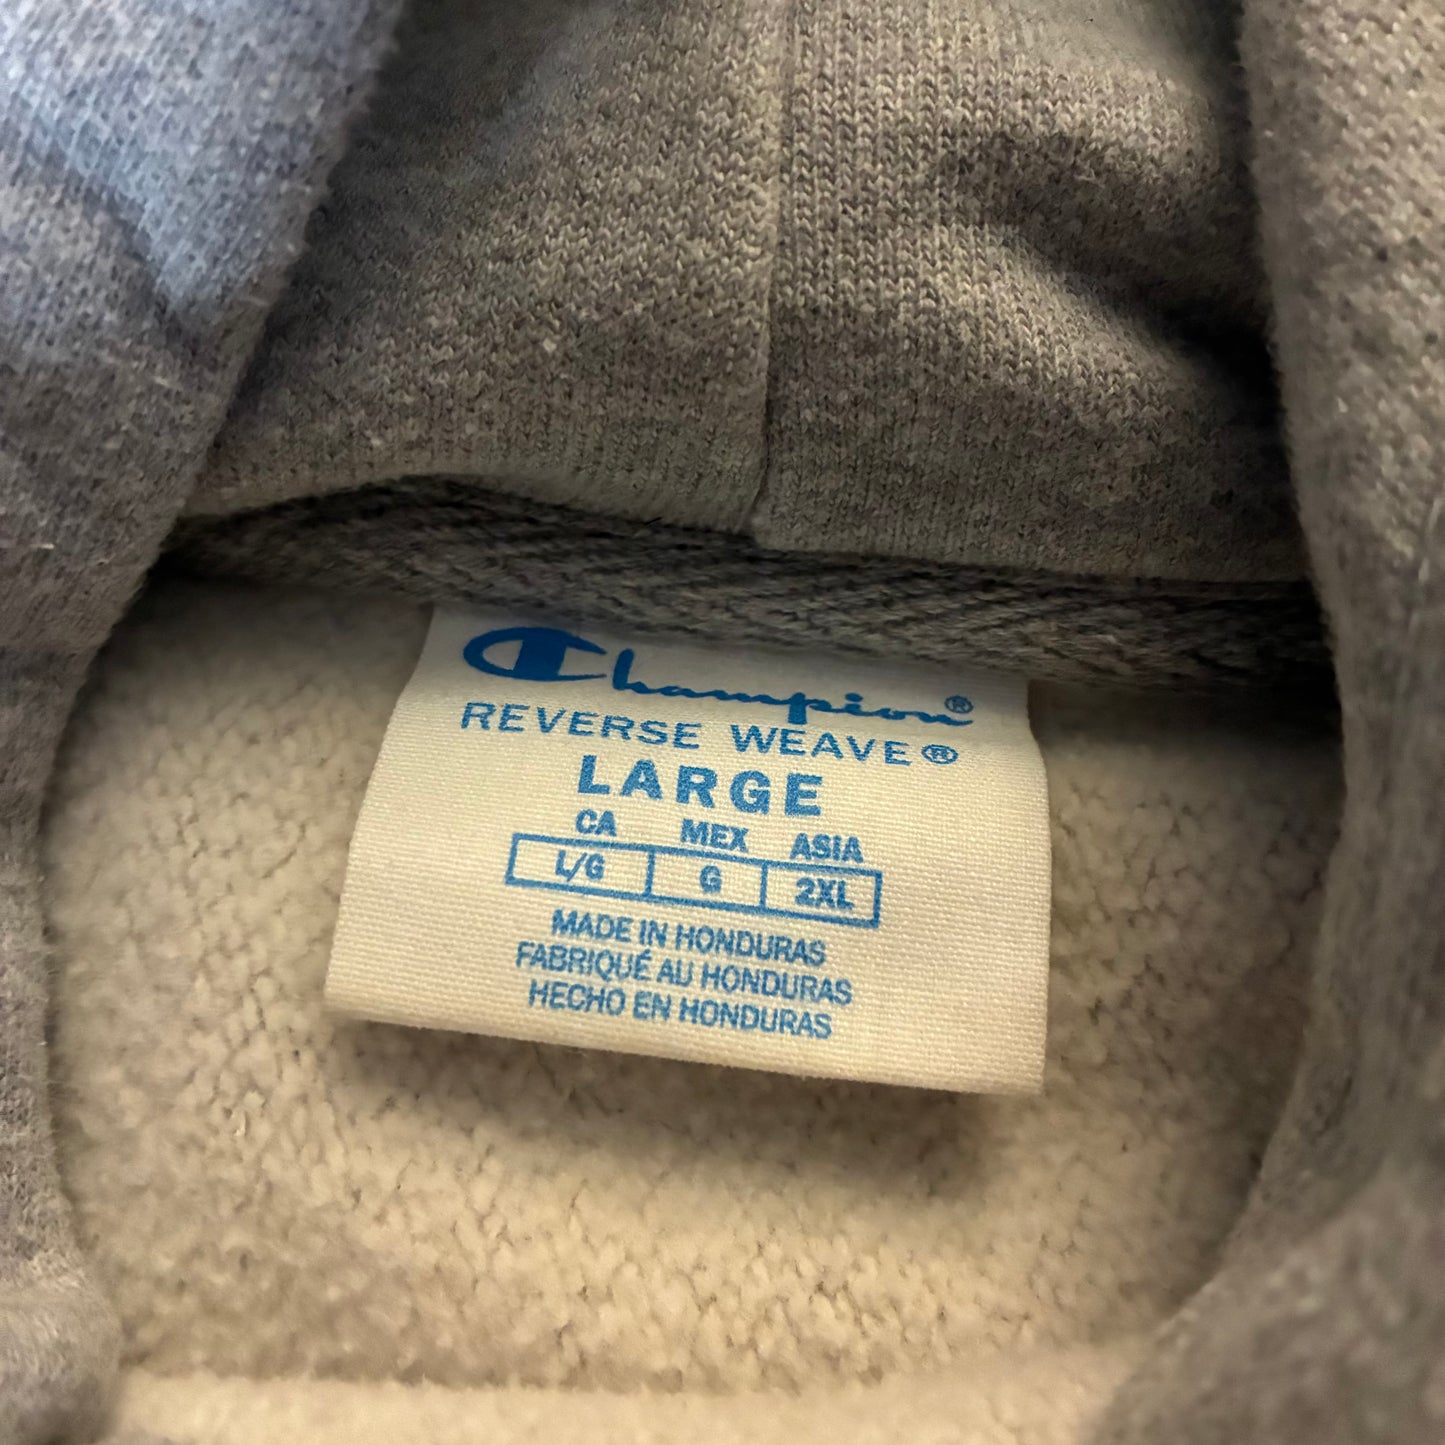 Champion®
REVERSE WEAVE®
LARGE
CA MEX ASIA
L/G G 2XL
MADE IN HONDURAS
FABRIQUÉ AU HONDURAS
HECHO EN HONDURAS